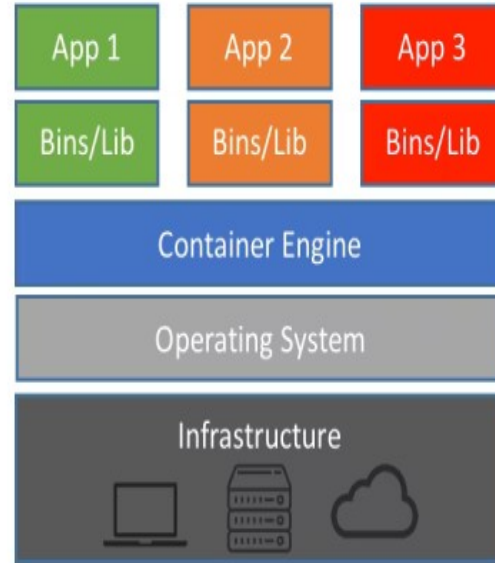 App 1 App 2 App 3
Bins/Lib Bins/Lib Bins/Lib
Container Engine
Operating System
Infrastructure